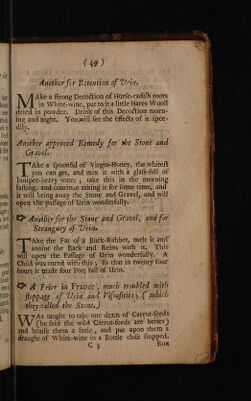 ( 49 )
Another for Retention of Urin.
MAke a strong Decoction of Horse-radish roots
in White-wine, put to it a little Hares Wooll
dried in powder. Drink of this Decoction morn-
ing and night. You will see the effects of it spee-
dily.
Another approved Remedy for the Stone and
Gravel.
TAke a spoonful of Virgin-Honey, the whitest
you can get, and mix it with a glass-full of
Juniper-berry water; take this in the morning
fasting, and continue taking it for some time, and
it will bring away the Stone and Gravel, and will
open the passage of Urin wonderfully.
☞ Another for the Stone and Gravel, and for
Stranguey of Urin.
TAke the Fat of a Buck-Rabbet, melt it and
anoint the Back and Reins with it. This
will open the Passage of Urin wonderfully. A
Child was cured with this; so that in twenty four
hours it made four Pots full of Urin.
☞ A Frier in France, much troubled with
stoppage of Urin and Viscosities, ( which
they called the Stone.)
WAs taught to take one dram of Carrot-seeds
(he said the wild Carrot-seeds are better)
and bruise them a little, and put upon them a
draught of White-wine in a Bottle close stopped.
C 3